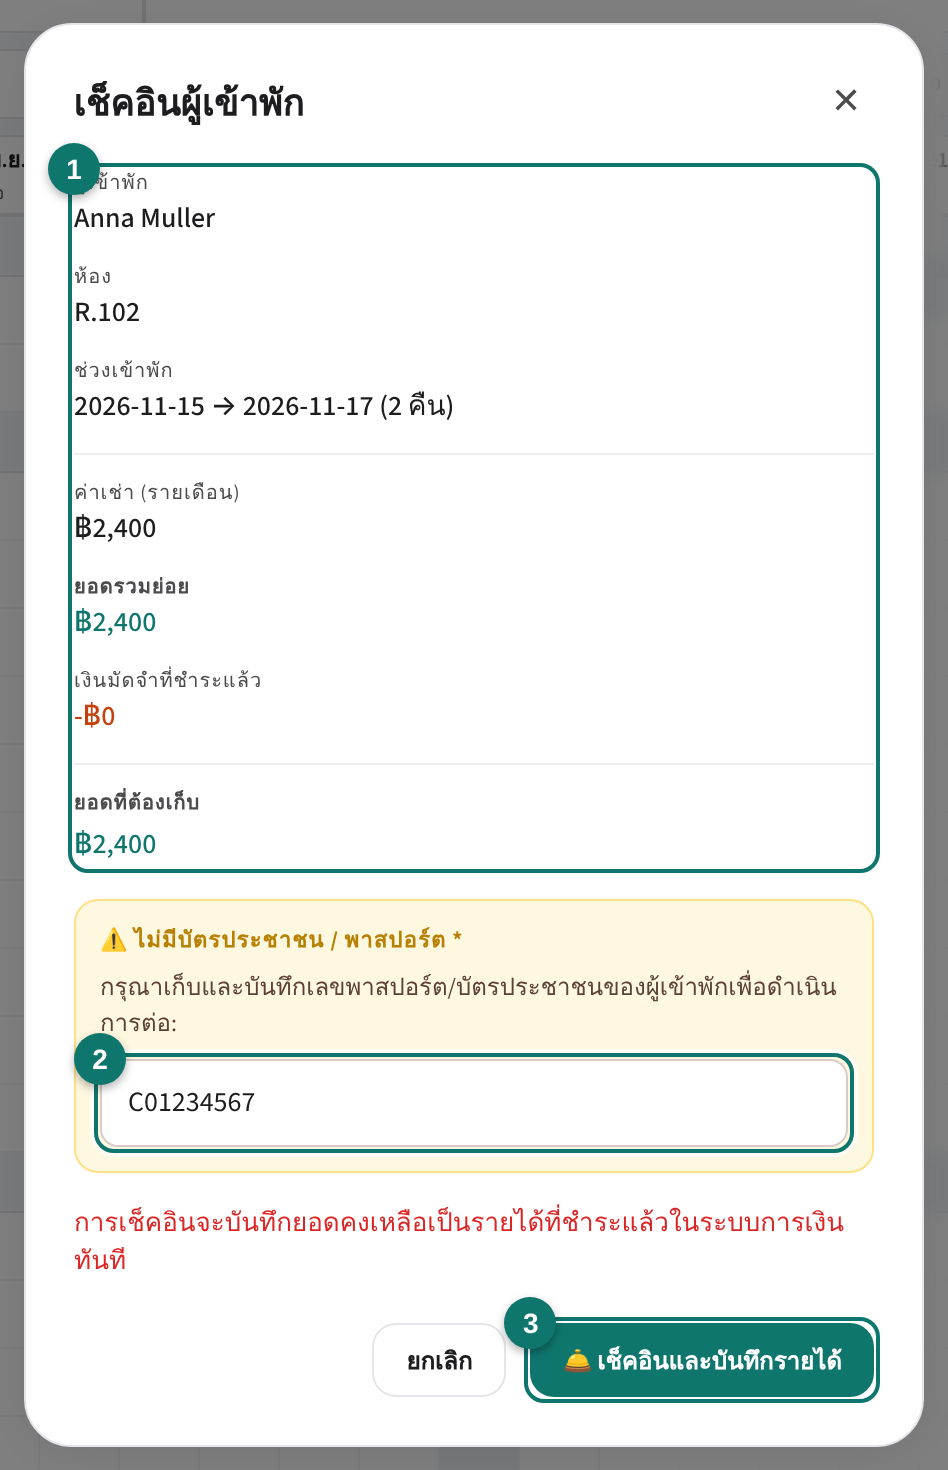 เช็คอินผู้เข้าพัก
✕
1
ข้าพัก
Anna Muller
ห้อง
R.102
ช่วงเข้าพัก
2026-11-15 → 2026-11-17 (2 คืน)
ค่าเช่า (รายเดือน)
฿2,400
ยอดรวมย่อย
฿2,400
เงินมัดจำที่ชำระแล้ว
-฿0
ยอดที่ต้องเก็บ
฿2,400
⚠️ ไม่มีบัตรประชาชน / พาสปอร์ต *
กรุณาเก็บและบันทึกเลขพาสปอร์ต/บัตรประชาชนของผู้เข้าพักเพื่อดำเนิน
การต่อ:
2
C01234567
การเช็คอินจะบันทึกยอดคงเหลือเป็นรายได้ที่ชำระแล้วในระบบการเงิน
ทันที
ยกเลิก
3
🛎️ เช็คอินและบันทึกรายได้